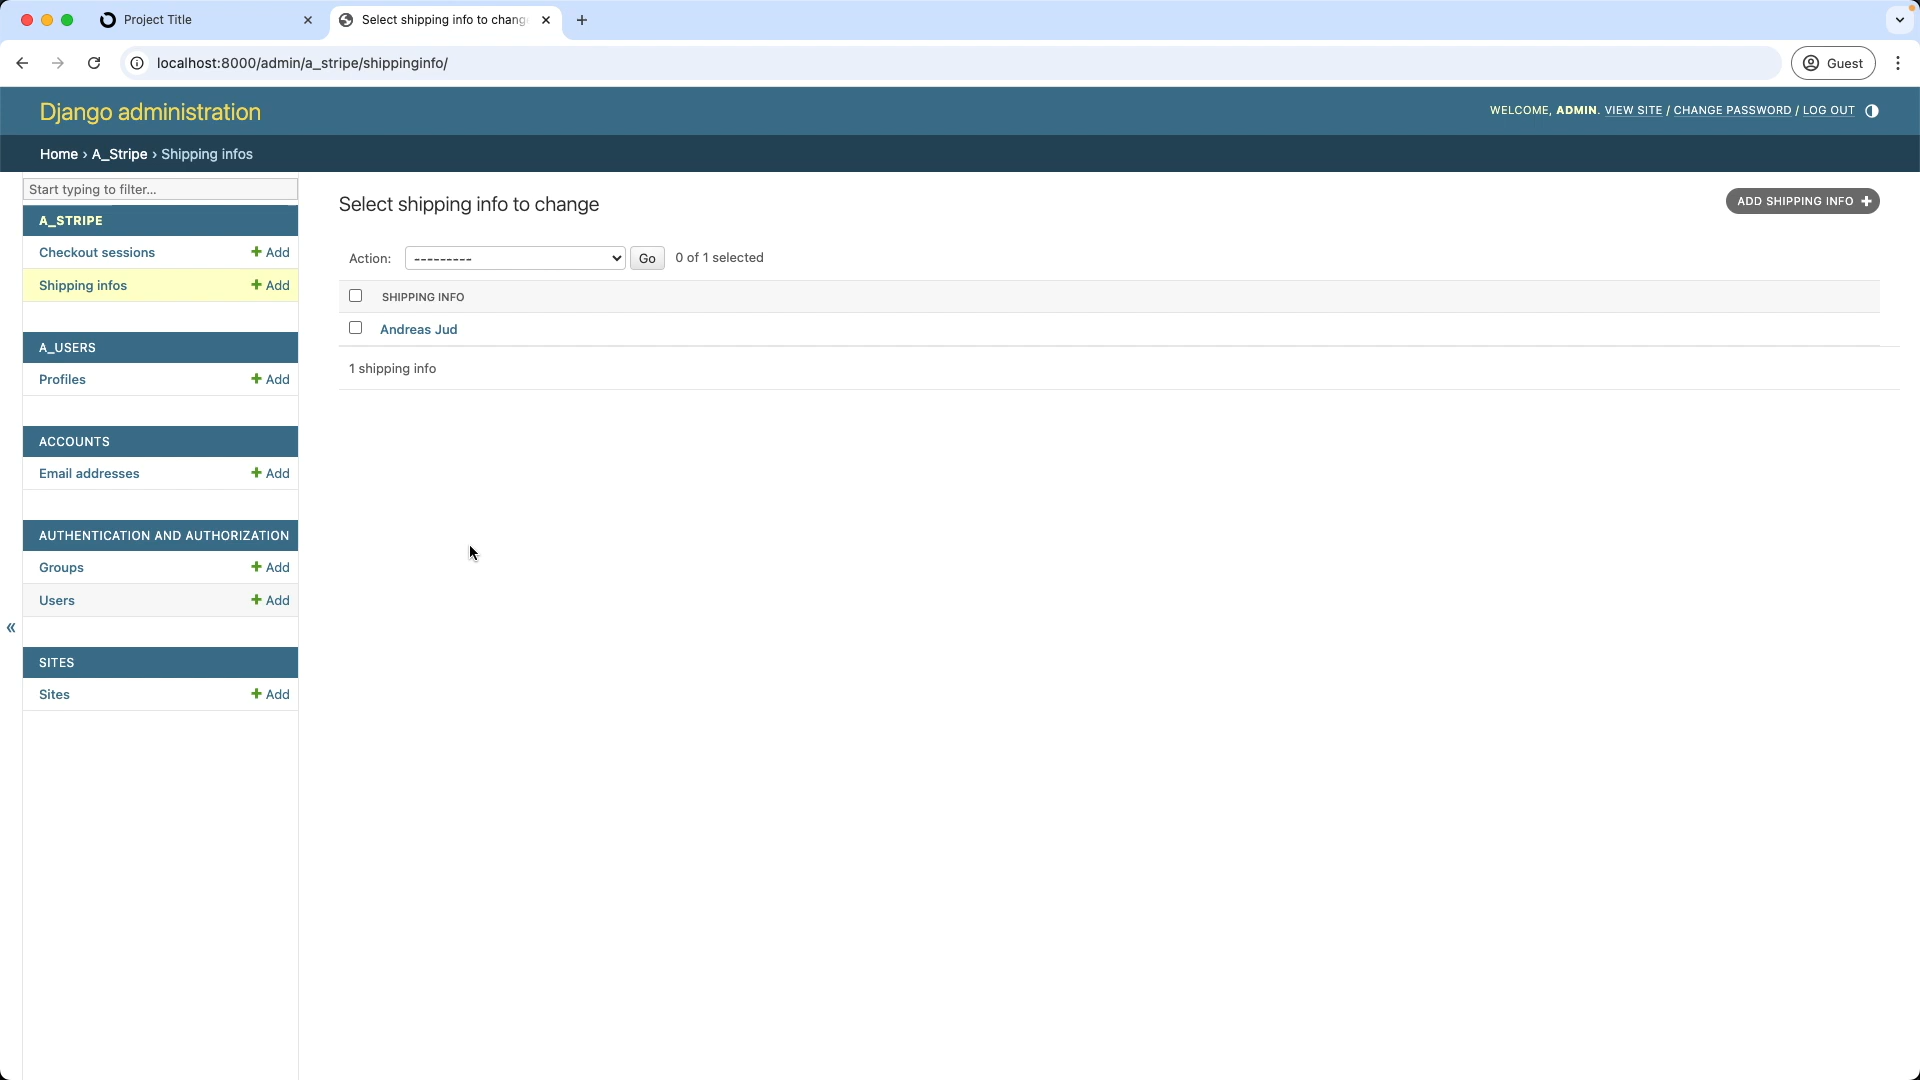 Project Title
Select shipping info to chang
localhost:8000/admin/a_stripe/shippinginfo/
Guest
Django administration
WELCOME, ADMIN. VIEW SITE / CHANGE PASSWORD / LOG OUT
Home › A_Stripe › Shipping infos
Start typing to filter...
A_STRIPE
Checkout sessions + Add
Shipping infos + Add
A_USERS
Profiles + Add
ACCOUNTS
Email addresses + Add
AUTHENTICATION AND AUTHORIZATION
Groups + Add
Users + Add
«
SITES
Sites + Add
Select shipping info to change
ADD SHIPPING INFO +
Action: --------- Go 0 of 1 selected
SHIPPING INFO
Andreas Jud
1 shipping info